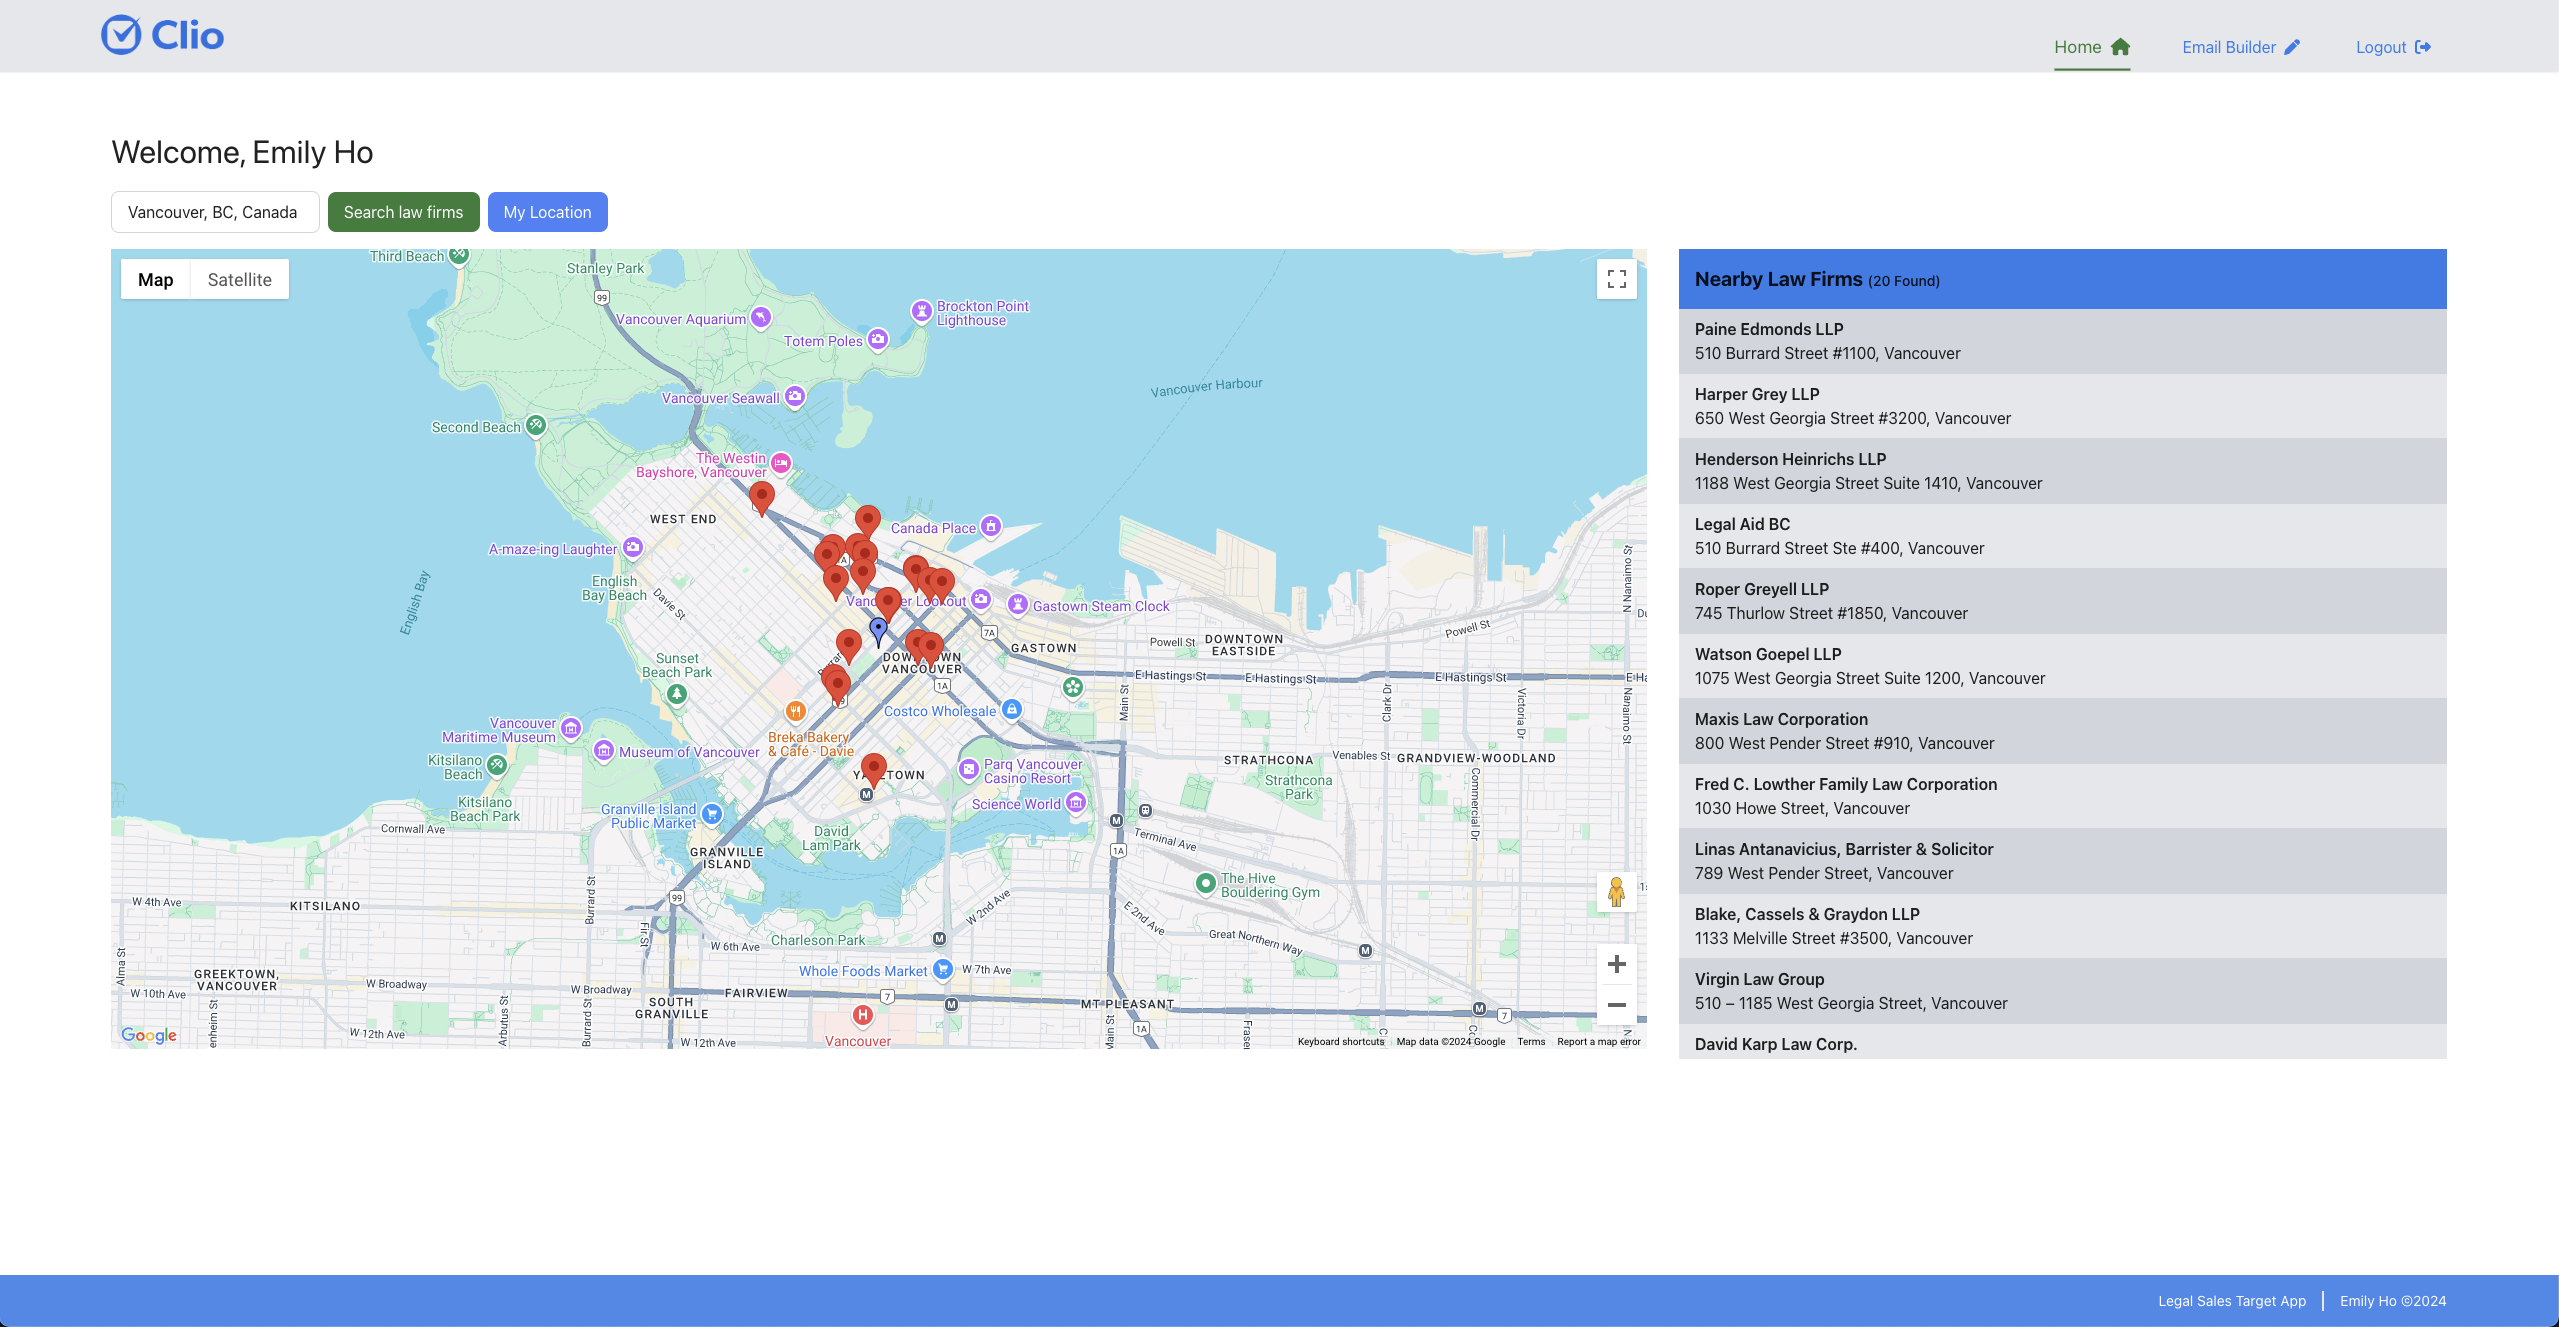 Clio
Home
Email Builder
Logout
Welcome, Emily Ho
Vancouver, BC, Canada
Search law firms
My Location
Map
Satellite
Third Beach
Stanley Park
99
Vancouver Aquarium
Totem Poles
Brockton Point
Lighthouse
Vancouver Harbour
Vancouver Seawall
Second Beach
The Westin
Bayshore, Vancouver
WEST END
Canada Place
A-maze-ing Laughter
English
Bay Beach
English Bay
Davie St
Gastown Steam Clock
7A
Powell St
Powell St
DOWNTOWN
EASTSIDE
GASTOWN
VANCOUVER
1A
Sunset
Beach Park
E Hastings St
E Hastings St
E Hastings St
N Nanaimo St
Nanaimo St
Main St
Clark Dr
Victoria Dr
Costco Wholesale
Vancouver
Maritime Museum
Museum of Vancouver
Breka Bakery
& Café - Davie
Kitsilano
Beach
Kitsilano
Beach Park
Parq Vancouver
Casino Resort
Science World
STRATHCONA
Strathcona
Park
Venables St
GRANDVIEW-WOODLAND
Commercial Dr
Granville Island
Public Market
David
Lam Park
GRANVILLE
ISLAND
Cornwall Ave
Terminal Ave
1A
The Hive
Bouldering Gym
W 4th Ave
KITSILANO
Burrard St
99
Fir St
W 2nd Ave
E 2nd Ave
Great Northern Way
W 6th Ave
Charleson Park
Whole Foods Market
W 7th Ave
Alma St
GREEKTOWN,
VANCOUVER
W 10th Ave
W Broadway
W Broadway
FAIRVIEW
7
SOUTH
GRANVILLE
MT PLEASANT
7
Arbutus St
Burrard St
Main St
Fraser
W 12th Ave
W 12th Ave
H
Vancouver
1A
Google
Keyboard shortcuts
Map data ©2024 Google
Terms
Report a map error
Nearby Law Firms (20 Found)
Paine Edmonds LLP
510 Burrard Street #1100, Vancouver
Harper Grey LLP
650 West Georgia Street #3200, Vancouver
Henderson Heinrichs LLP
1188 West Georgia Street Suite 1410, Vancouver
Legal Aid BC
510 Burrard Street Ste #400, Vancouver
Roper Greyell LLP
745 Thurlow Street #1850, Vancouver
Watson Goepel LLP
1075 West Georgia Street Suite 1200, Vancouver
Maxis Law Corporation
800 West Pender Street #910, Vancouver
Fred C. Lowther Family Law Corporation
1030 Howe Street, Vancouver
Linas Antanavicius, Barrister & Solicitor
789 West Pender Street, Vancouver
Blake, Cassels & Graydon LLP
1133 Melville Street #3500, Vancouver
Virgin Law Group
510 – 1185 West Georgia Street, Vancouver
David Karp Law Corp.
Legal Sales Target App
Emily Ho ©2024